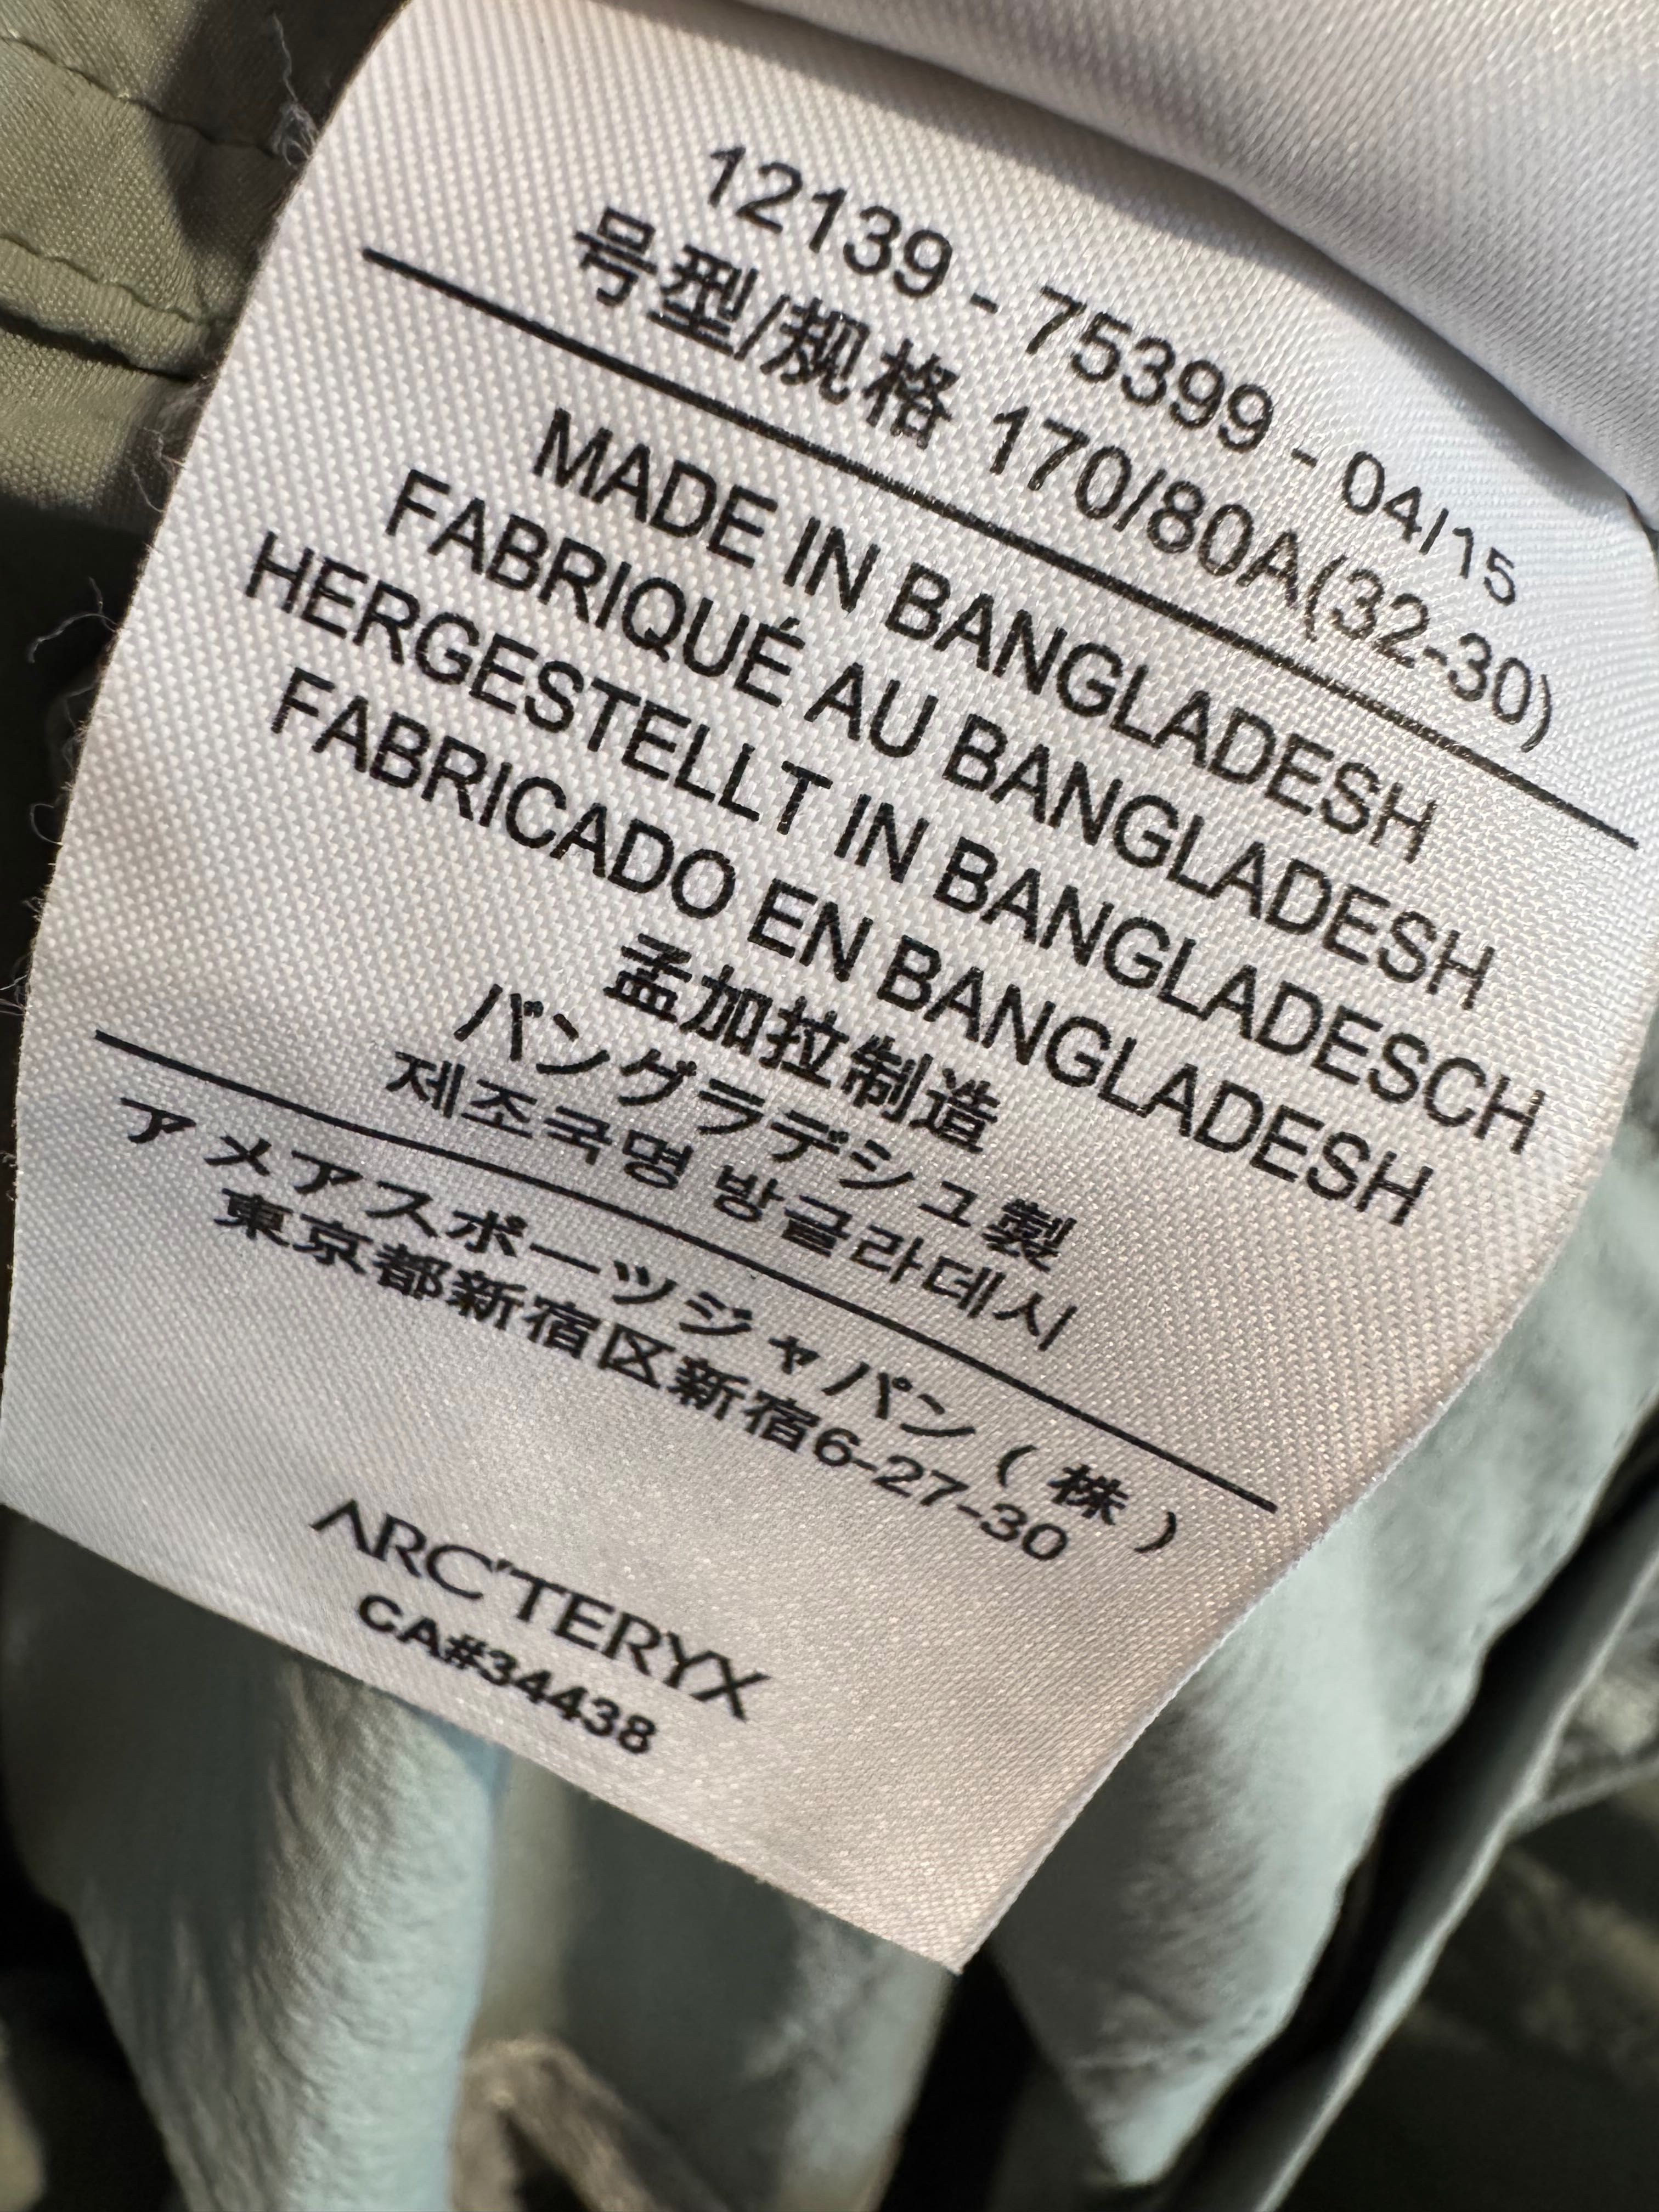 12139 - 75399 - 04/15
号型/规格 170/80A(32-30)
MADE IN BANGLADESH
FABRIQUÉ AU BANGLADESH
HERGESTELLT IN BANGLADESCH
FABRICADO EN BANGLADESH
孟加拉制造
バングラデシュ製
제조국명 방글라데시
アメアスポーツジャパン(株)
東京都新宿区新宿6-27-30
ARC'TERYX
CA#34438